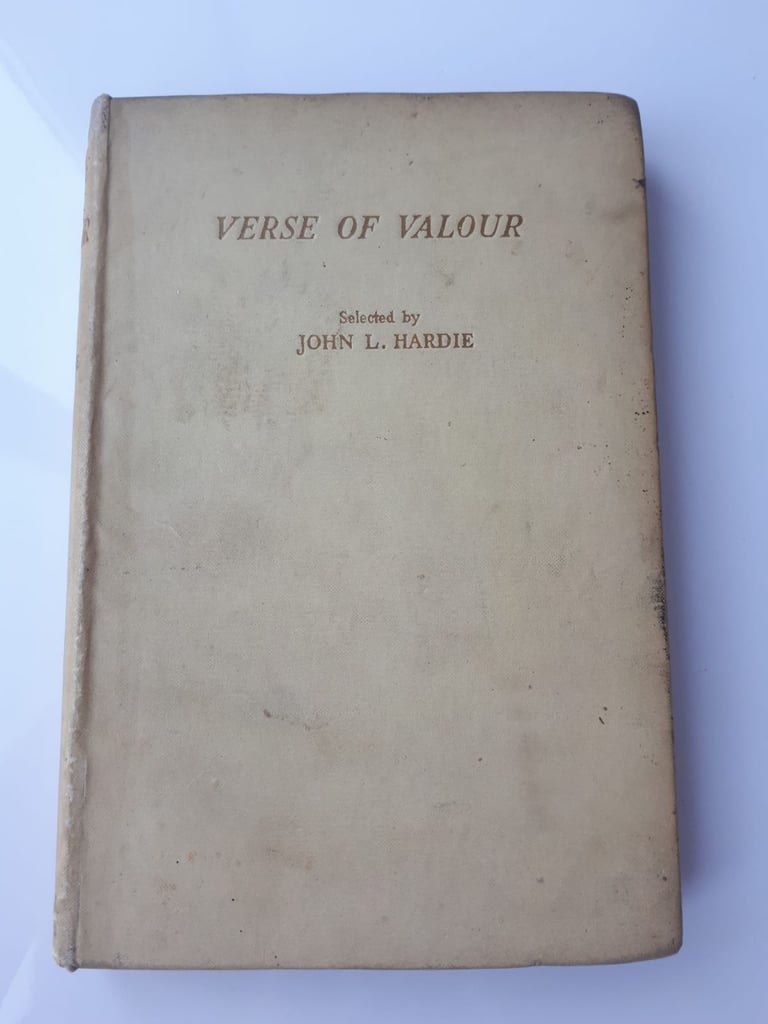 VERSE OF VALOUR
Selected by
JOHN L. HARDIE